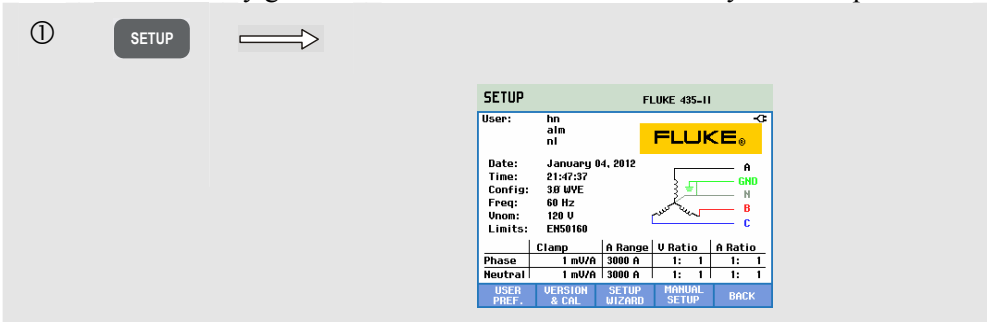 ① SETUP
SETUP FLUKE 435-II
User: hn
alm
nl
FLUKE®
Date: January 04, 2012
Time: 21:47:37
Config: 3Ø WYE
Freq: 60 Hz
Vnom: 120 V
Limits: EN50160
A
GND
N
B
C
Clamp A Range V Ratio A Ratio
Phase 1 mV/A 3000 A 1: 1 1: 1
Neutral 1 mV/A 3000 A 1: 1 1: 1
USER PREF. VERSION & CAL SETUP WIZARD MANUAL SETUP BACK